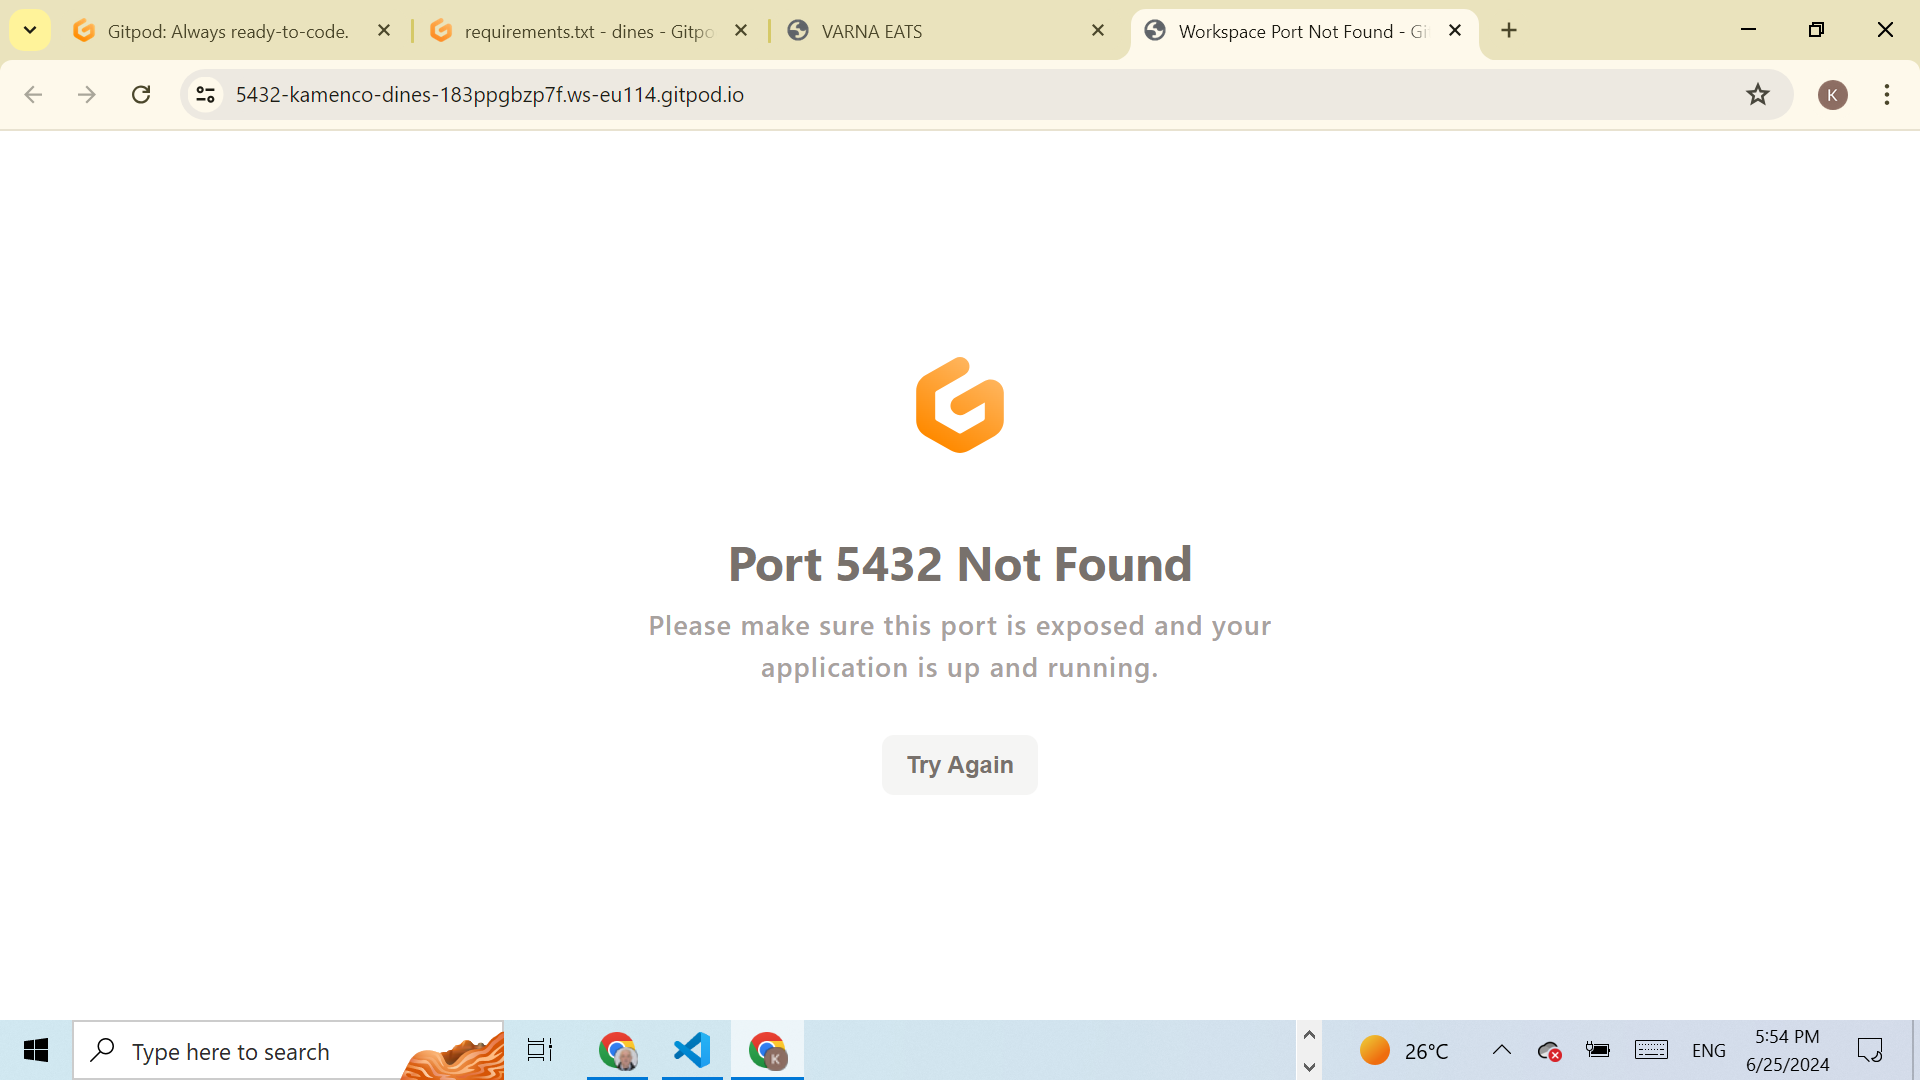 Gitpod: Always ready-to-code.
requirements.txt - dines - Gitpo
VARNA EATS
Workspace Port Not Found - Gi
5432-kamenco-dines-183ppgbzp7f.ws-eu114.gitpod.io
K
Port 5432 Not Found
Please make sure this port is exposed and your
application is up and running.
Try Again
Type here to search
K
26°C
ENG
5:54 PM
6/25/2024